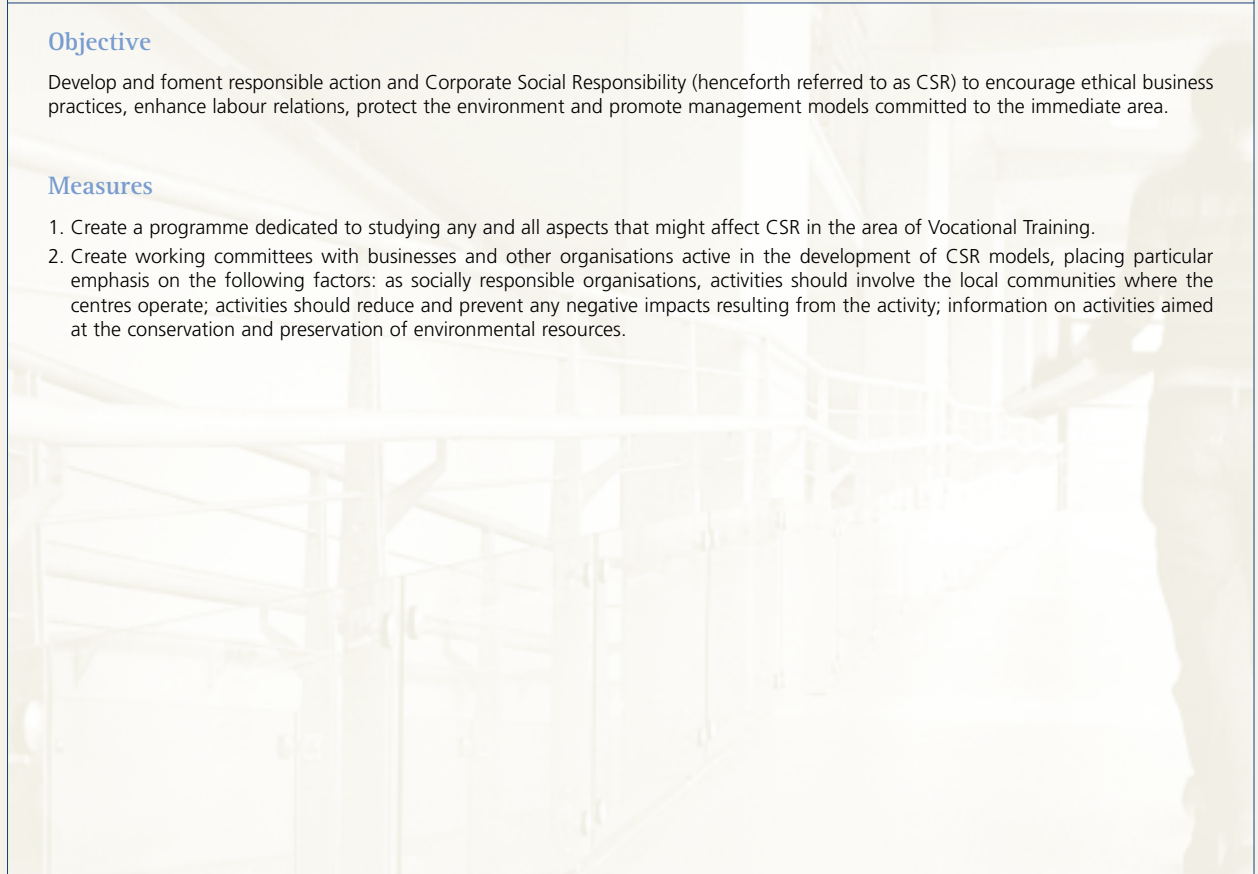 Objective
Develop and foment responsible action and Corporate Social Responsibility (henceforth referred to as CSR) to encourage ethical business
practices, enhance labour relations, protect the environment and promote management models committed to the immediate area.
Measures
1. Create a programme dedicated to studying any and all aspects that might affect CSR in the area of Vocational Training.
2. Create working committees with businesses and other organisations active in the development of CSR models, placing particular
emphasis on the following factors: as socially responsible organisations, activities should involve the local communities where the
centres operate; activities should reduce and prevent any negative impacts resulting from the activity; information on activities aimed
at the conservation and preservation of environmental resources.